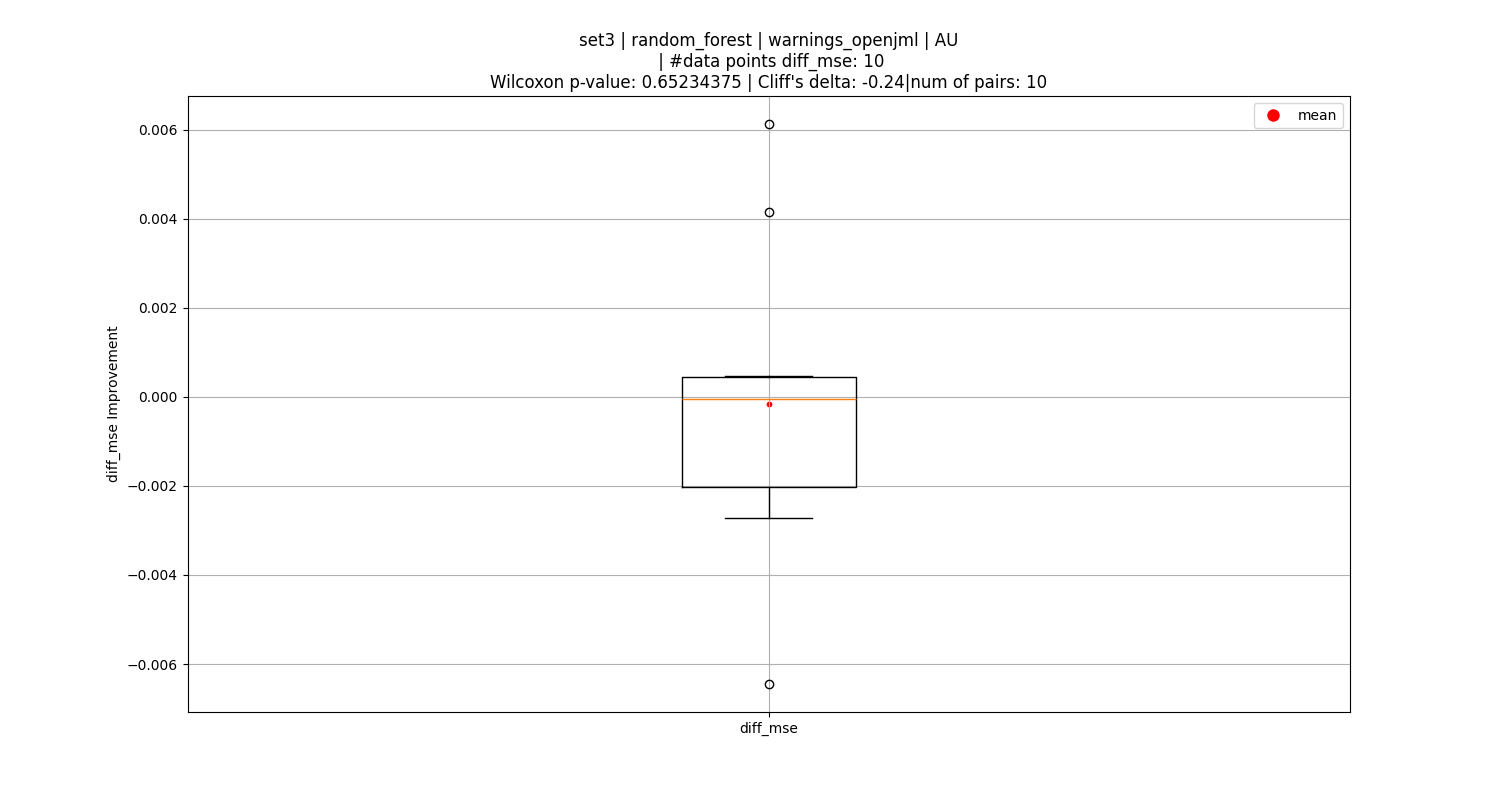 set3 | random_forest | warnings_openjml | AU
| #data points diff_mse: 10
Wilcoxon p-value: 0.65234375 | Cliff's delta: -0.24|num of pairs: 10
mean
0.006
0.004
0.002
0.000
−0.002
−0.004
−0.006
diff_mse Improvement
diff_mse